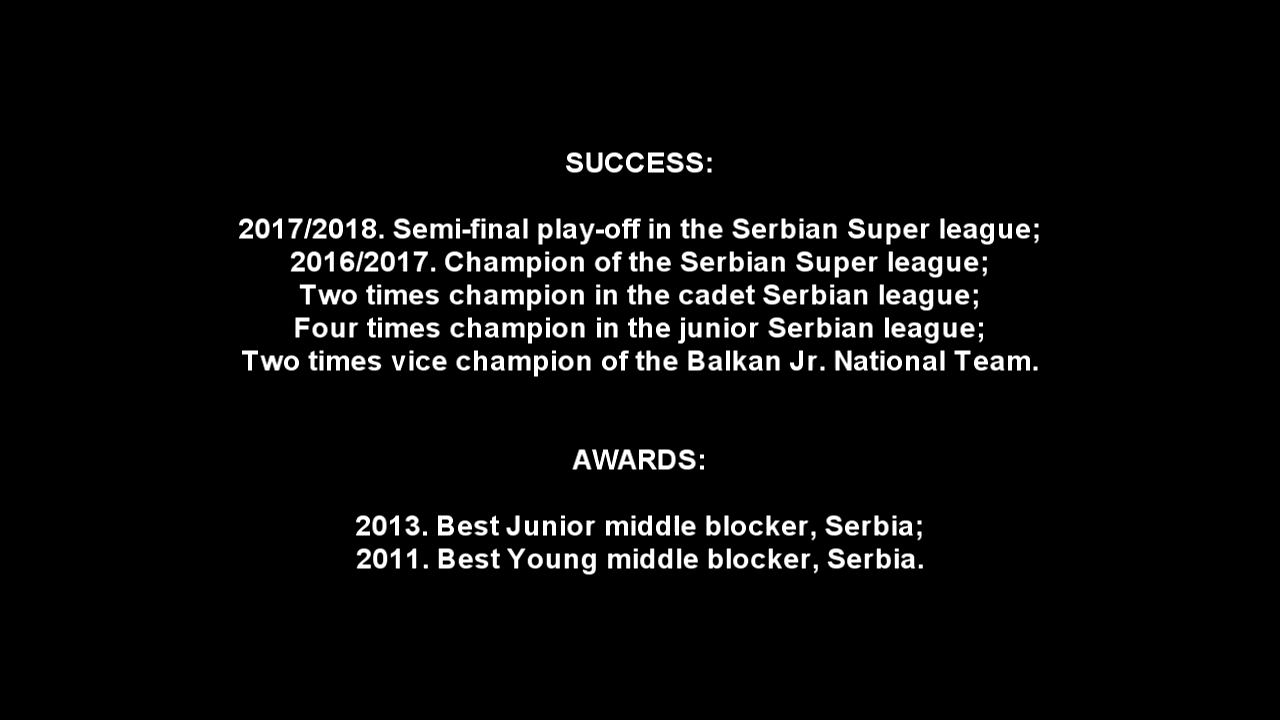 SUCCESS:
2017/2018. Semi-final play-off in the Serbian Super league;
2016/2017. Champion of the Serbian Super league;
Two times champion in the cadet Serbian league;
Four times champion in the junior Serbian league;
Two times vice champion of the Balkan Jr. National Team.
AWARDS:
2013. Best Junior middle blocker, Serbia;
2011. Best Young middle blocker, Serbia.